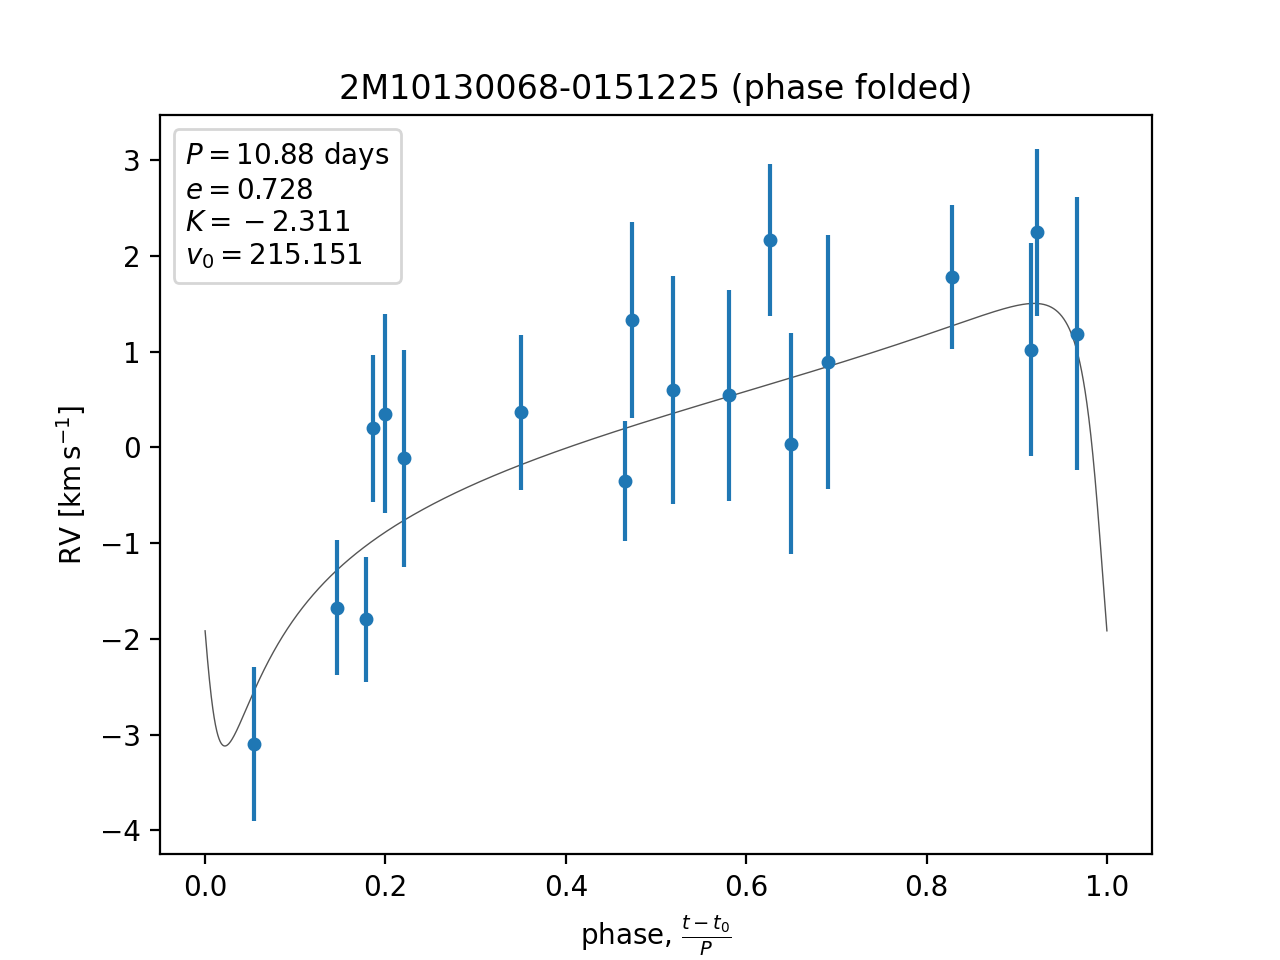 2M10130068-0151225 (phase folded)
P = 10.88 days
e = 0.728
K = −2.311
v₀ = 215.151
3
2
1
0
−1
−2
−3
−4
RV [km s⁻¹]
0.0 0.2 0.4 0.6 0.8 1.0
phase, (t − t₀)/P